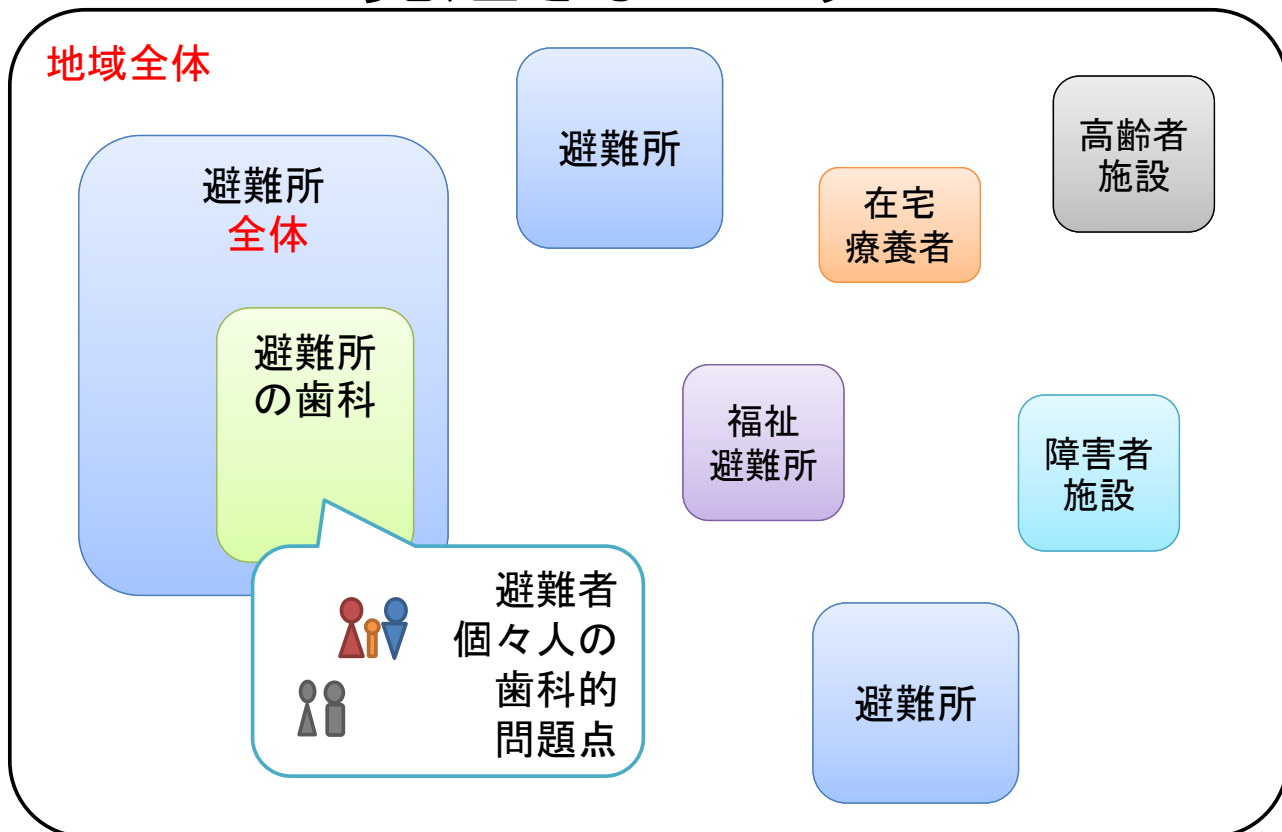 地域全体
避難所
全体
避難所
の歯科
避難者
個々人の
歯科的
問題点
避難所
在宅
療養者
高齢者
施設
福祉
避難所
障害者
施設
避難所